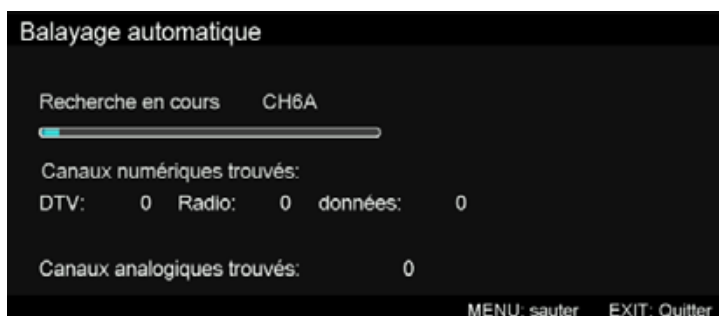 Balayage automatique
Recherche en cours CH6A
Canaux numériques trouvés:
DTV: 0 Radio: 0 données: 0
Canaux analogiques trouvés: 0
MENU: sauter EXIT: Quitter